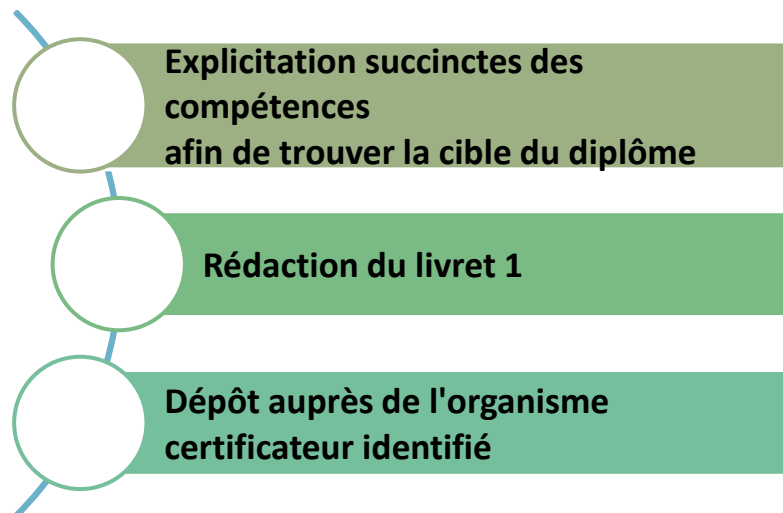 Explicitation succinctes des
compétences
afin de trouver la cible du diplôme
Rédaction du livret 1
Dépôt auprès de l'organisme
certificateur identifié